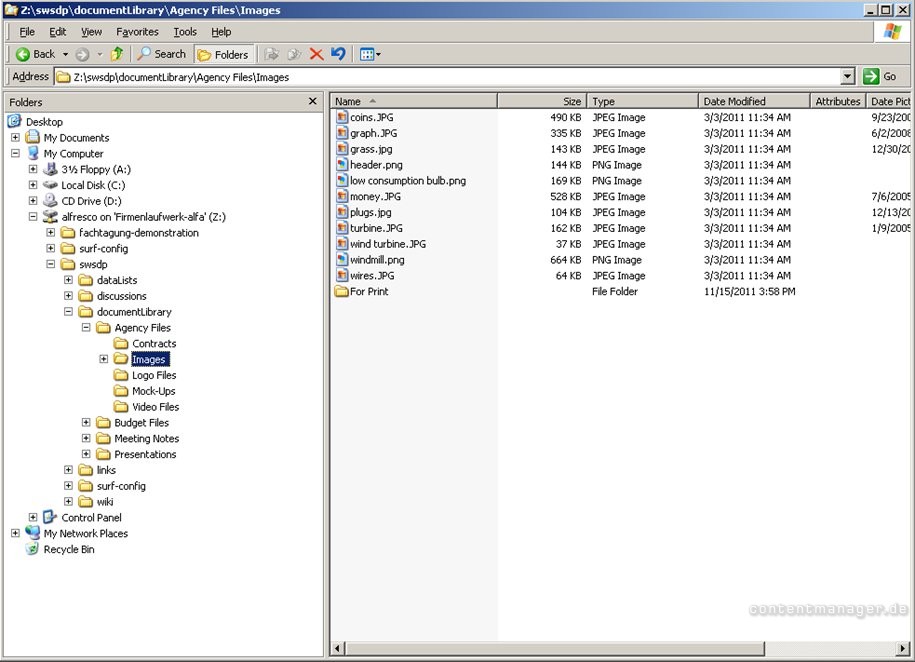 Z:\swsdp\documentLibrary\Agency Files\Images
File Edit View Favorites Tools Help
Back Search Folders
Address Z:\swsdp\documentLibrary\Agency Files\Images Go
Folders
Desktop
My Documents
My Computer
3½ Floppy (A:)
Local Disk (C:)
CD Drive (D:)
alfresco on 'Firmenlaufwerk-alfa' (Z:)
fachtagung-demonstration
surf-config
swsdp
dataLists
discussions
documentLibrary
Agency Files
Contracts
Images
Logo Files
Mock-Ups
Video Files
Budget Files
Meeting Notes
Presentations
links
surf-config
wiki
Control Panel
My Network Places
Recycle Bin
Name Size Type Date Modified Attributes Date Pict
coins.JPG 490 KB JPEG Image 3/3/2011 11:34 AM 9/23/200
graph.JPG 335 KB JPEG Image 3/3/2011 11:34 AM 6/2/2008
grass.jpg 143 KB JPEG Image 3/3/2011 11:34 AM 12/30/20
header.png 144 KB PNG Image 3/3/2011 11:34 AM
low consumption bulb.png 169 KB PNG Image 3/3/2011 11:34 AM
money.JPG 528 KB JPEG Image 3/3/2011 11:34 AM 7/6/2005
plugs.jpg 104 KB JPEG Image 3/3/2011 11:34 AM 12/13/20
turbine.JPG 162 KB JPEG Image 3/3/2011 11:34 AM 1/9/2005
wind turbine.JPG 37 KB JPEG Image 3/3/2011 11:34 AM
windmill.png 664 KB PNG Image 3/3/2011 11:34 AM
wires.JPG 64 KB JPEG Image 3/3/2011 11:34 AM
For Print File Folder 11/15/2011 3:58 PM
contentmanager.de